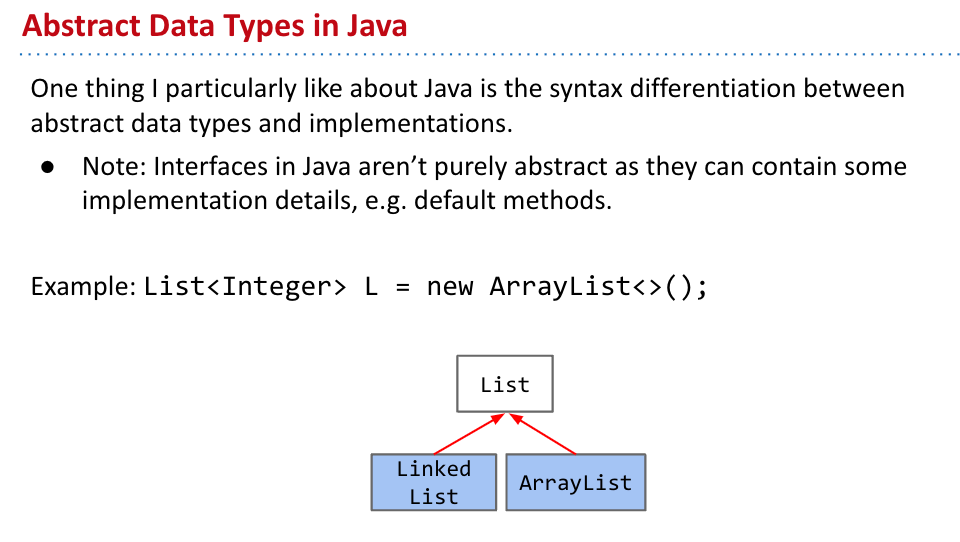 Abstract Data Types in Java
One thing I particularly like about Java is the syntax differentiation between
abstract data types and implementations.
● Note: Interfaces in Java aren’t purely abstract as they can contain some
implementation details, e.g. default methods.
Example: List<Integer> L = new ArrayList<>();
List
Linked
List
ArrayList